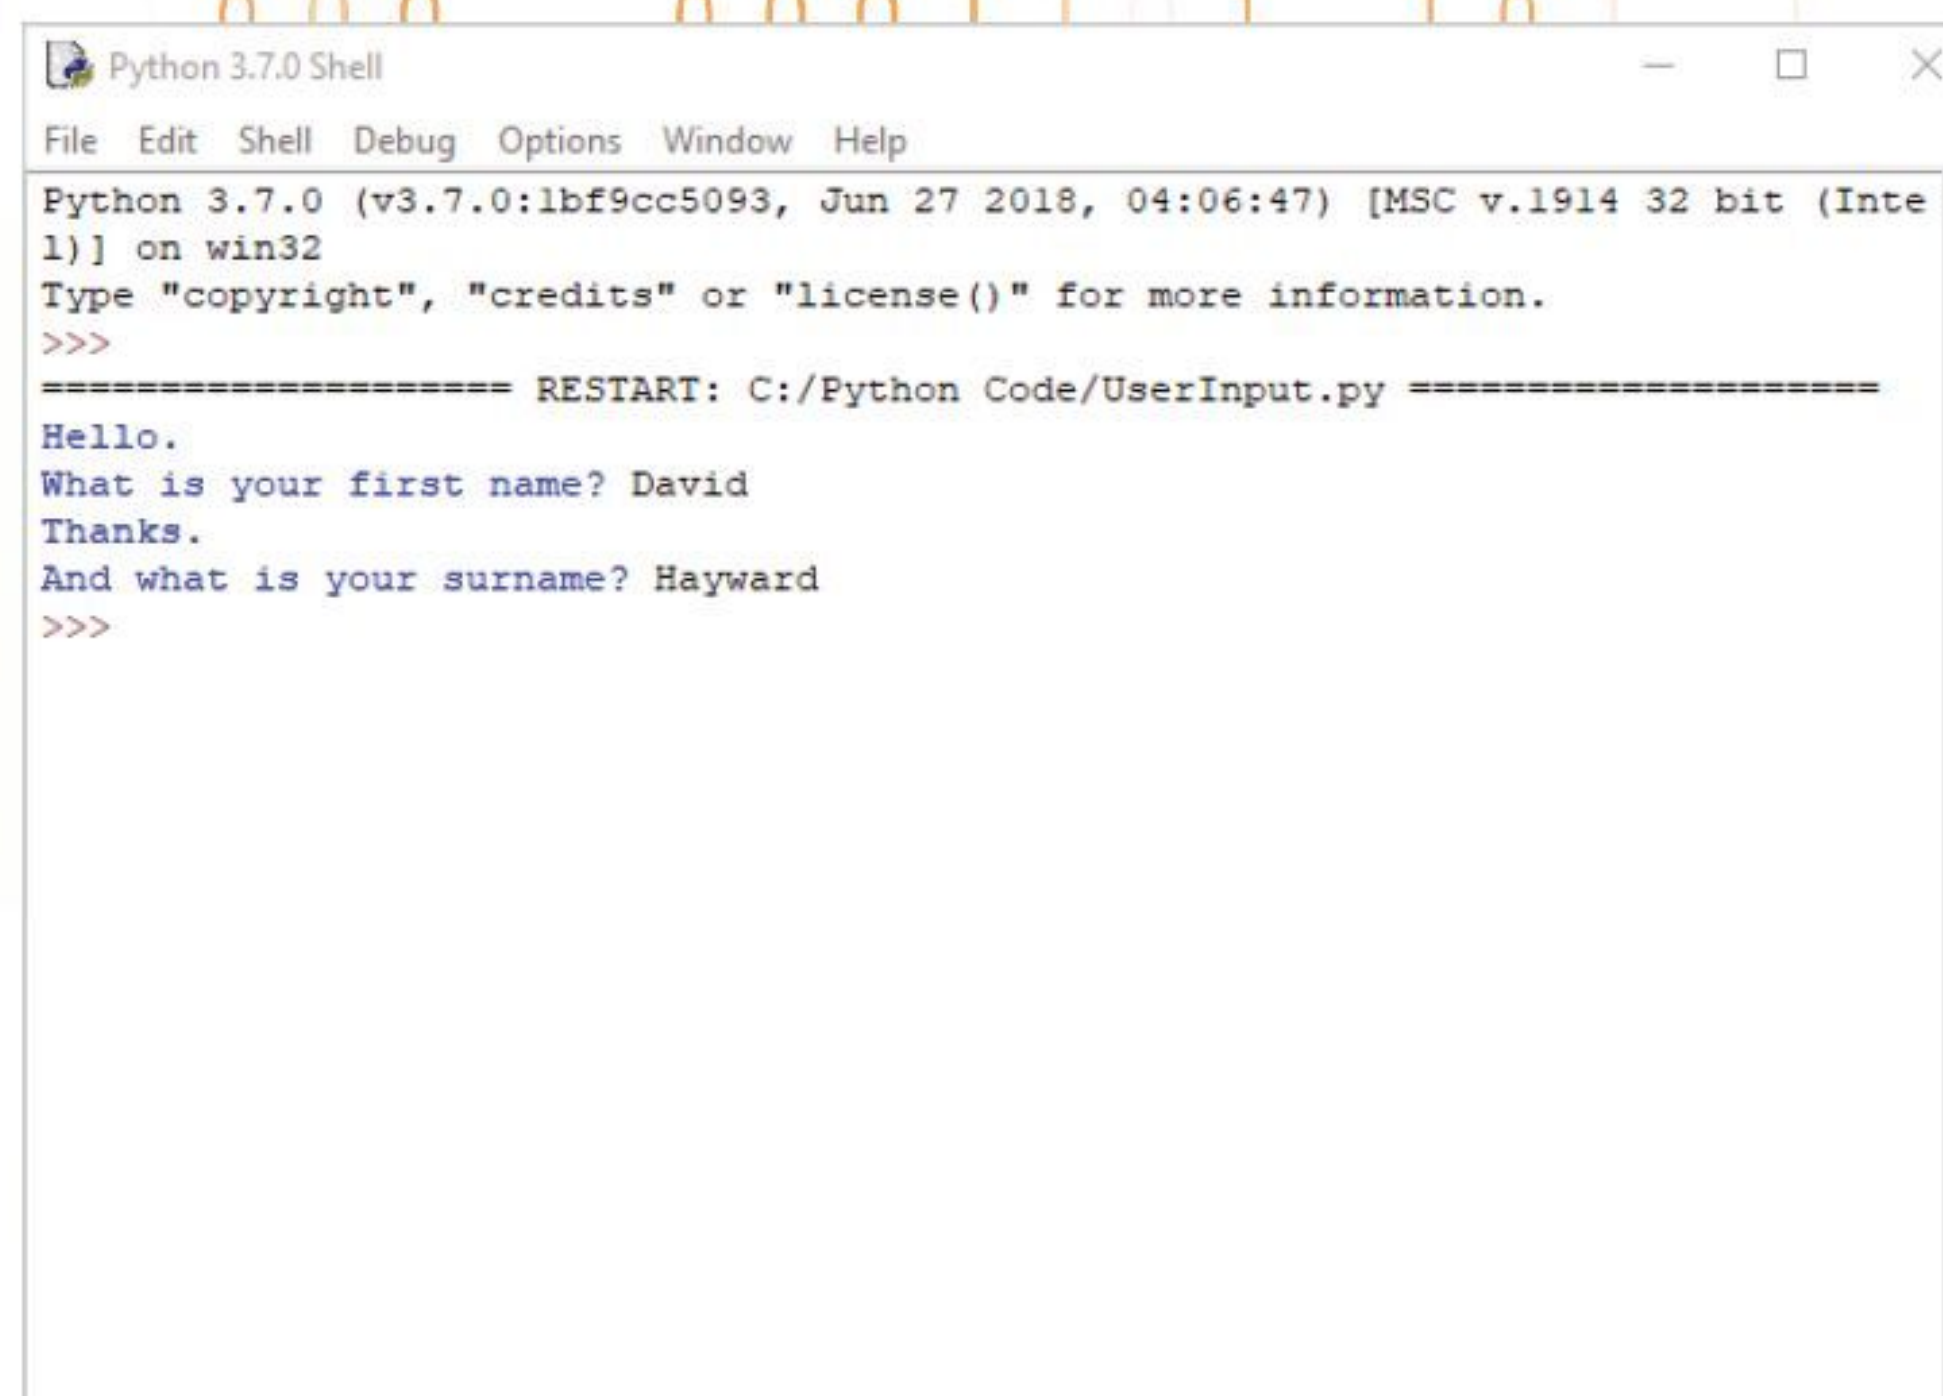 Python 3.7.0 Shell
File Edit Shell Debug Options Window Help
Python 3.7.0 (v3.7.0:1bf9cc5093, Jun 27 2018, 04:06:47) [MSC v.1914 32 bit (Inte
l)] on win32
Type "copyright", "credits" or "license()" for more information.
>>>
==================== RESTART: C:/Python Code/UserInput.py ====================
Hello.
What is your first name? David
Thanks.
And what is your surname? Hayward
>>>